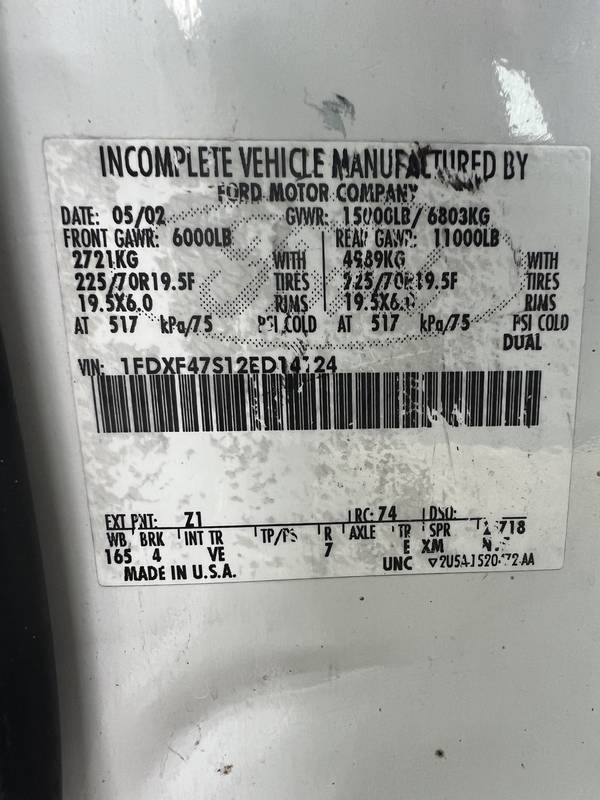 INCOMPLETE VEHICLE MANUFACTURED BY
FORD MOTOR COMPANY
DATE: 05/02 GVWR: 15000LB/ 6803KG
FRONT GAWR: 6000LB REAR GAWR: 11000LB
2721KG WITH 4989KG WITH
225/70R19.5F TIRES 225/70R19.5F TIRES
19.5X6.0 RIMS 19.5X6.0 RIMS
AT 517 kPa/75 PSI COLD AT 517 kPa/75 PSI COLD
DUAL
VIN:
EXT PNT: Z1 RC: 74 DSO:
WB BRK INT TR TP/PS R AXLE TR SPR
165 4 VE 7 E XM
MADE IN U.S.A. UNC